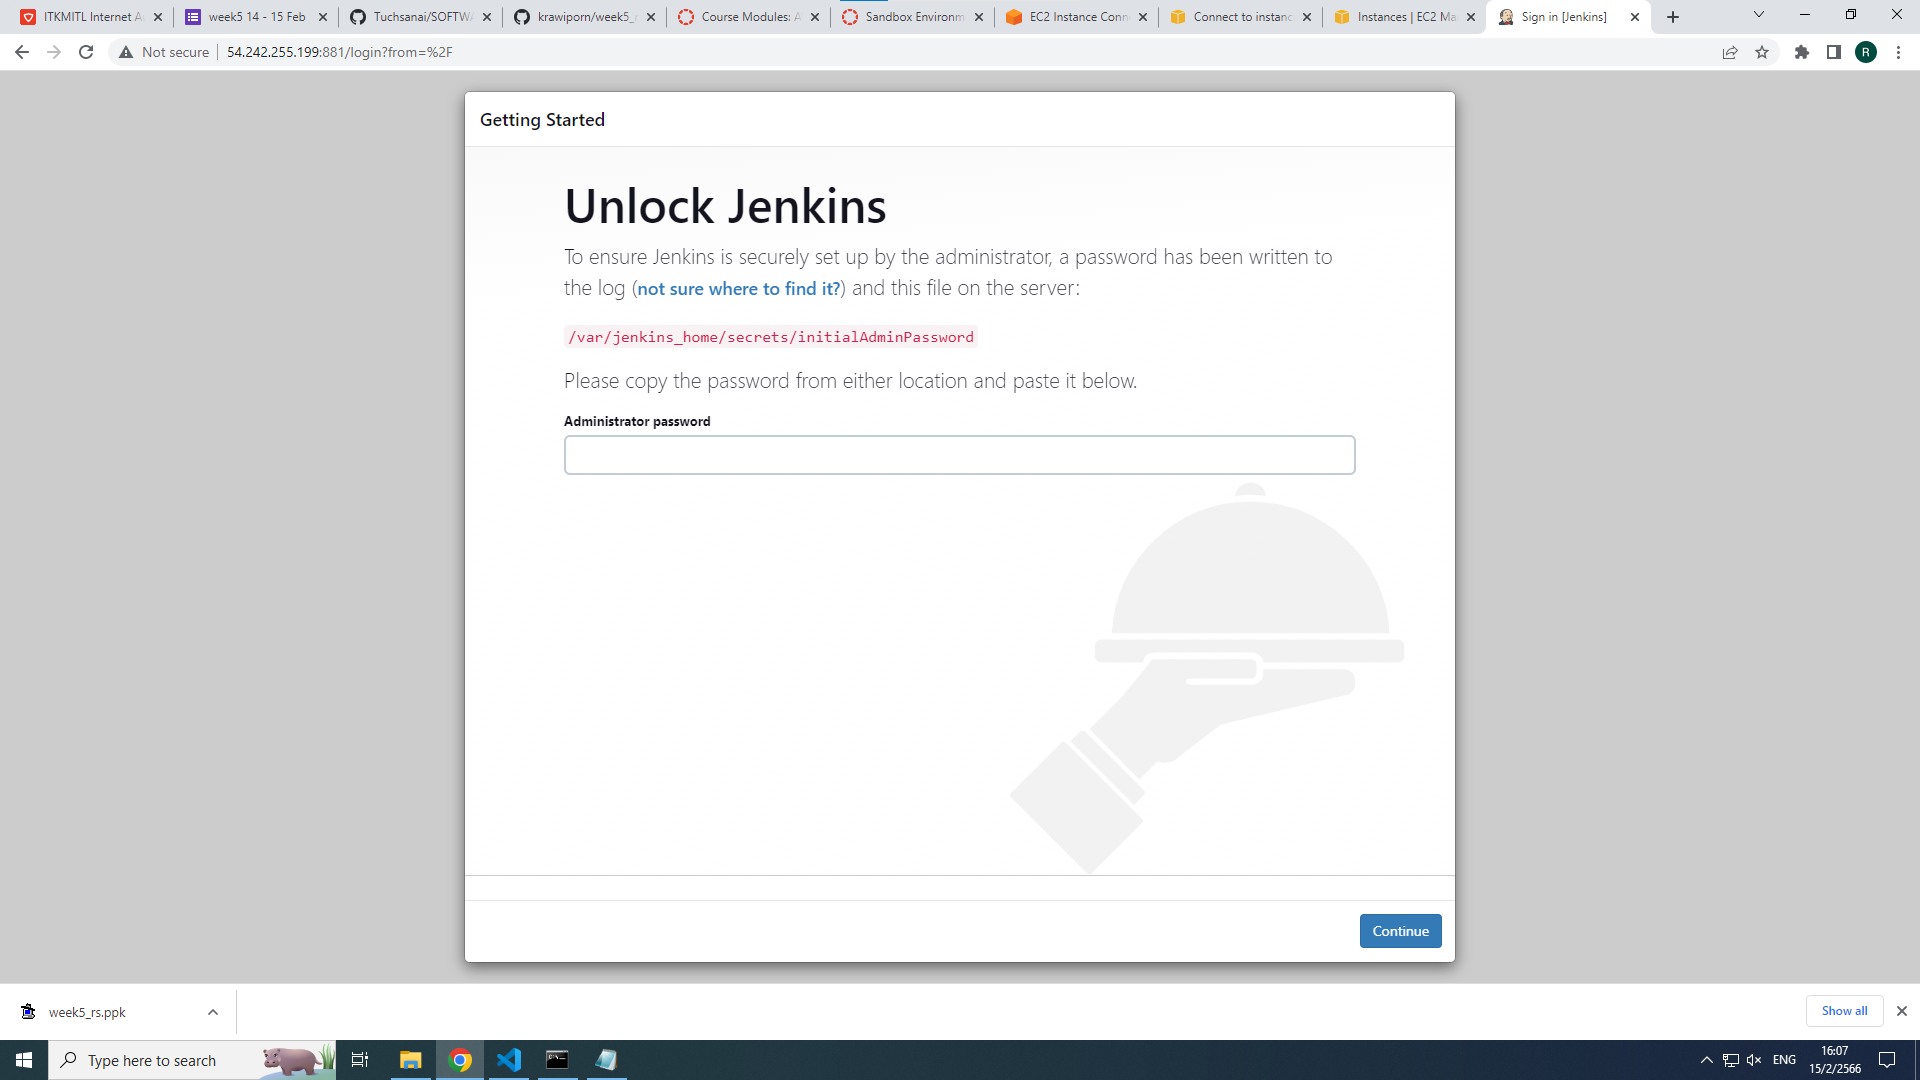 ITKMITL Internet A
week5 14 - 15 Feb
Tuchsanai/SOFTWA
krawiporn/week5_
Course Modules: A
Sandbox Environm
EC2 Instance Conn
Connect to instanc
Instances | EC2 Ma
Sign in [Jenkins]
Not secure
54.242.255.199:881/login?from=%2F
R
Getting Started
Unlock Jenkins
To ensure Jenkins is securely set up by the administrator, a password has been written to
the log (not sure where to find it?) and this file on the server:
/var/jenkins_home/secrets/initialAdminPassword
Please copy the password from either location and paste it below.
Administrator password
Continue
week5_rs.ppk
Show all
Type here to search
ENG
16:07
15/2/2566